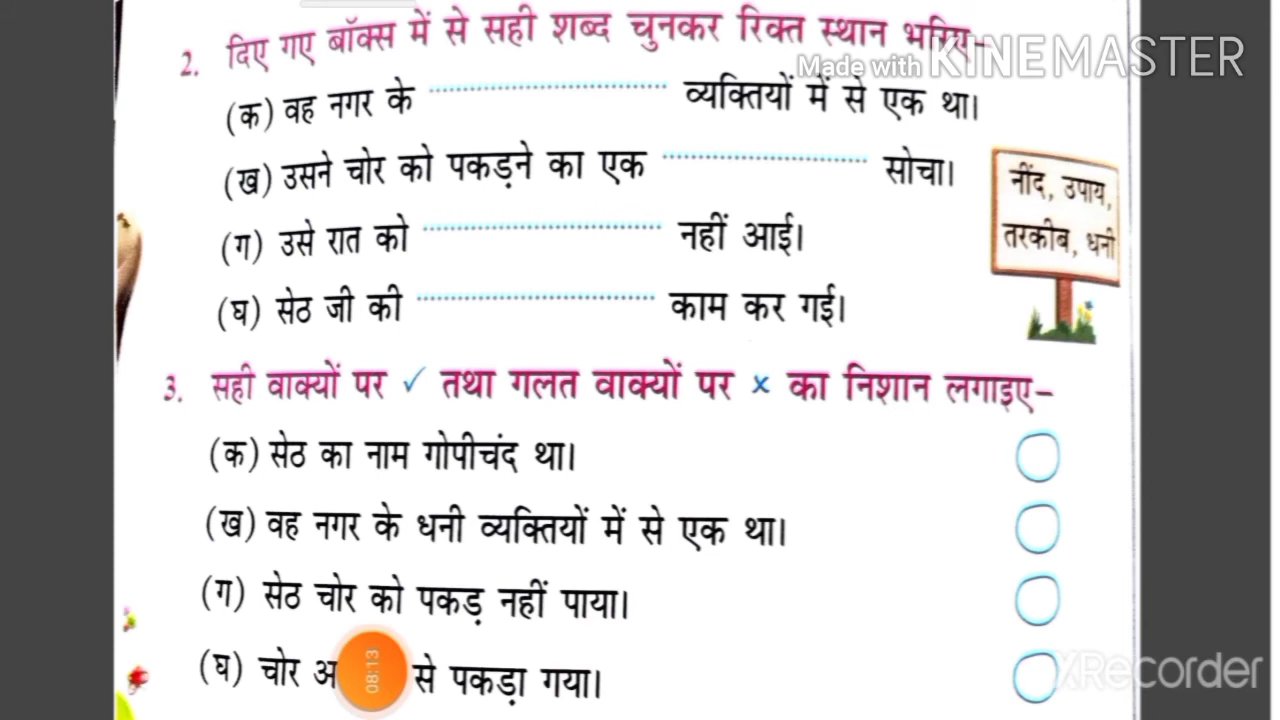 2. दिए गए बॉक्स में से सही शब्द चुनकर रिक्त स्थान भरिए-
Made with KINEMASTER
(क) वह नगर के .................... व्यक्तियों में से एक था।
(ख) उसने चोर को पकड़ने का एक .................... सोचा।
नींद, उपाय,
(ग) उसे रात को .................... नहीं आई।
तरकीब, धनी
(घ) सेठ जी की .................... काम कर गई।
3. सही वाक्यों पर ✓ तथा गलत वाक्यों पर × का निशान लगाइए-
(क) सेठ का नाम गोपीचंद था।
(ख) वह नगर के धनी व्यक्तियों में से एक था।
(ग) सेठ चोर को पकड़ नहीं पाया।
(घ) चोर से पकड़ा गया।
08:13
XRecorder